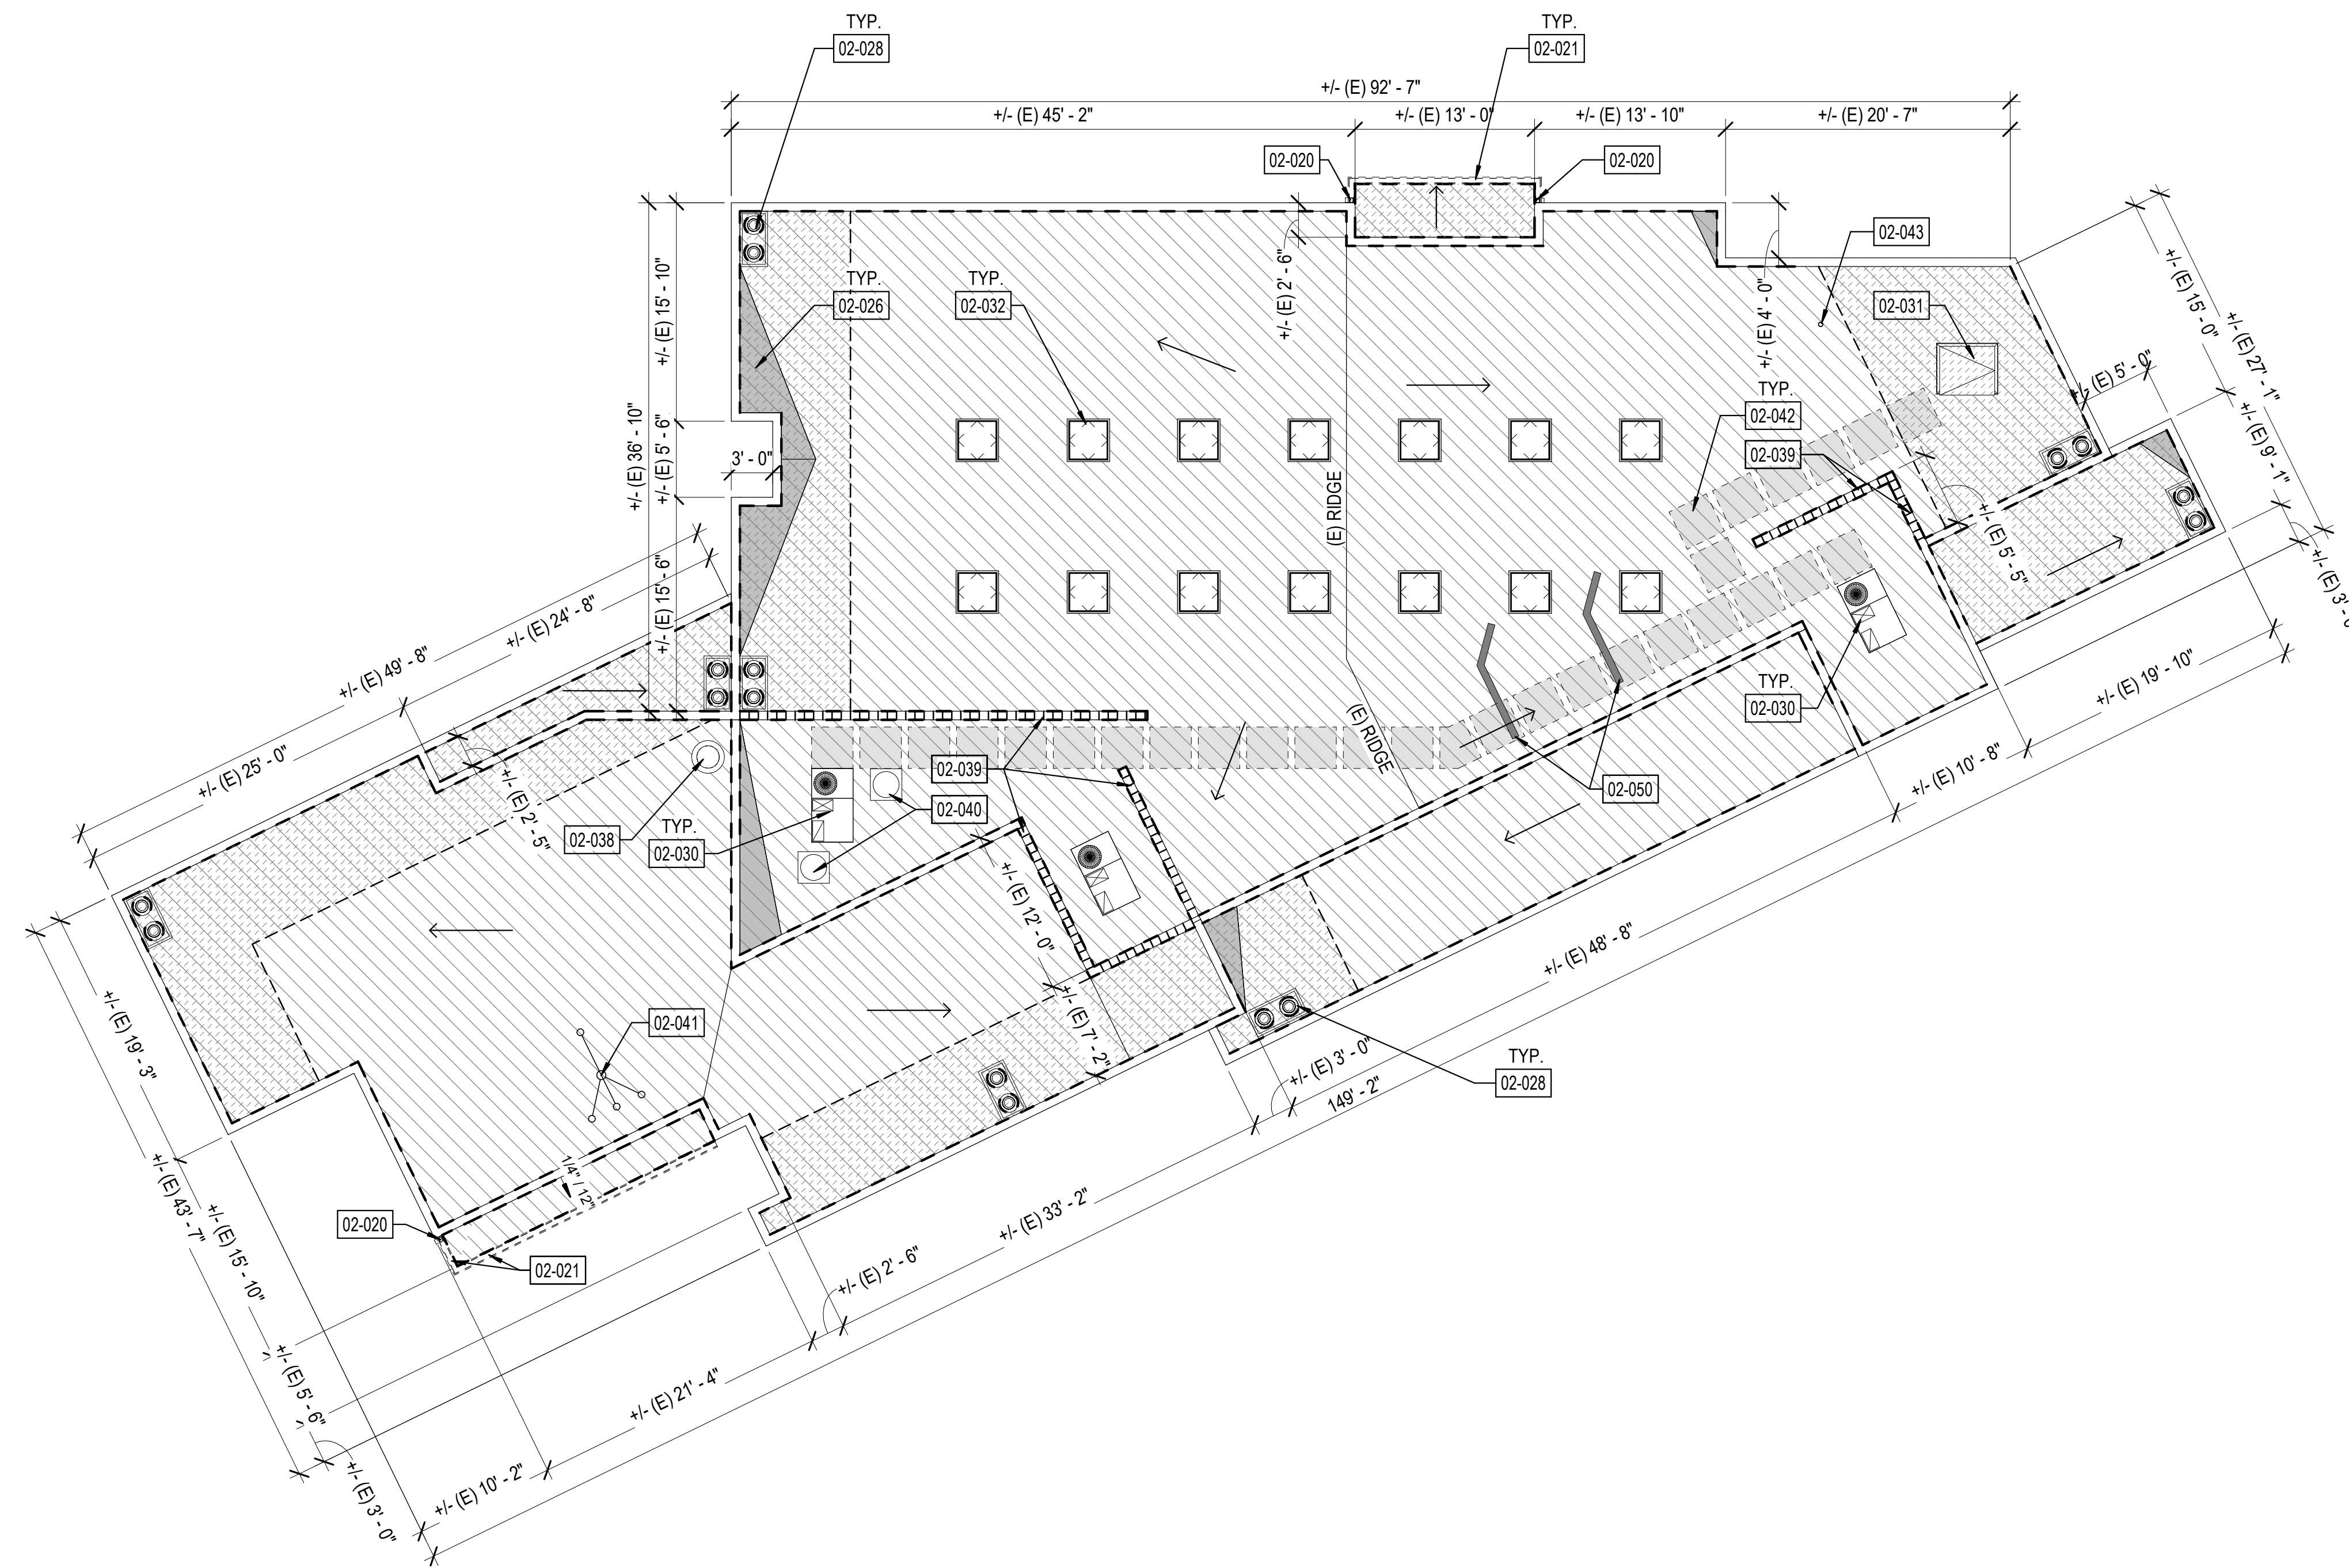 TYP.
02-028
TYP.
02-021
+/- (E) 92' - 7"
+/- (E) 45' - 2"
+/- (E) 13' - 0"
+/- (E) 13' - 10"
+/- (E) 20' - 7"
02-020
02-020
02-043
+/- (E) 2' - 6"
+/- (E) 4' - 0"
+/- (E) 15' - 0"
+/- (E) 27' - 1"
+/- (E) 15' - 10"
TYP.
02-026
TYP.
02-032
02-031
+/- (E) 5' - 0"
TYP.
02-042
02-039
+/- (E) 9' - 1"
+/- (E) 36' - 10"
+/- (E) 5' - 6"
3' - 0"
(E) RIDGE
+/- (E) 5' - 5"
+/- (E) 3' - 0"
+/- (E) 15' - 6"
+/- (E) 24' - 8"
+/- (E) 49' - 8"
+/- (E) 19' - 10"
TYP.
02-030
(E) RIDGE
+/- (E) 25' - 0"
+/- (E) 2' - 5"
02-039
02-040
02-050
+/- (E) 10' - 8"
02-038
TYP.
02-030
+/- (E) 12' - 0"
+/- (E) 48' - 8"
+/- (E) 19' - 3"
02-041
+/- (E) 7' - 2"
+/- (E) 3' - 0"
149' - 2"
TYP.
02-028
+/- (E) 43' - 7"
1/4" / 12"
02-020
02-021
+/- (E) 15' - 10"
+/- (E) 33' - 2"
+/- (E) 2' - 6"
+/- (E) 5' - 6"
+/- (E) 21' - 4"
+/- (E) 3' - 0"
+/- (E) 10' - 2"